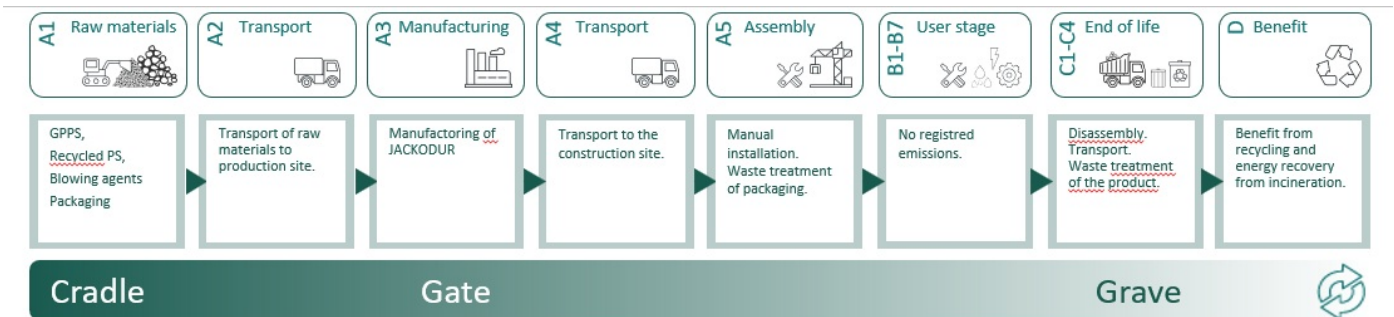 A1 Raw materials
A2 Transport
A3 Manufacturing
A4 Transport
A5 Assembly
B1-B7 User stage
C1-C4 End of life
D Benefit
GPPS,
Recycled PS,
Blowing agents
Packaging
Transport of raw
materials to
production site.
Manufactoring of
JACKODUR
Transport to the
construction site.
Manual
installation.
Waste treatment
of packaging.
No registred
emissions.
Disassembly.
Transport.
Waste treatment
of the product.
Benefit from
recycling and
energy recovery
from incineration.
Cradle
Gate
Grave